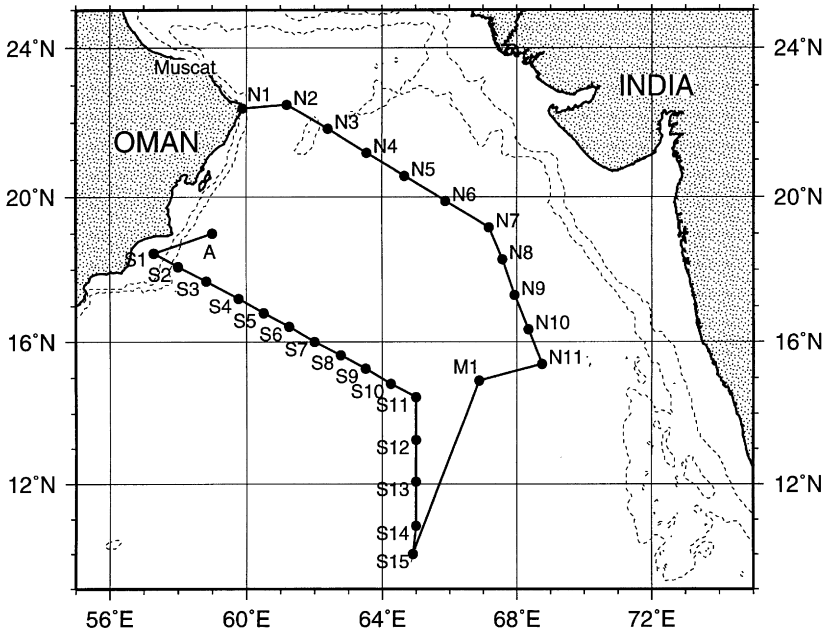 24°N
24°N
Muscat
INDIA
N1
N2
N3
OMAN
N4
N5
N6
20°N
20°N
N7
A
S1
N8
S2
S3
N9
S4
S5
N10
S6
16°N
16°N
S7
S8
N11
M1
S9
S10
S11
S12
12°N
S13
12°N
S14
S15
56°E
60°E
64°E
68°E
72°E